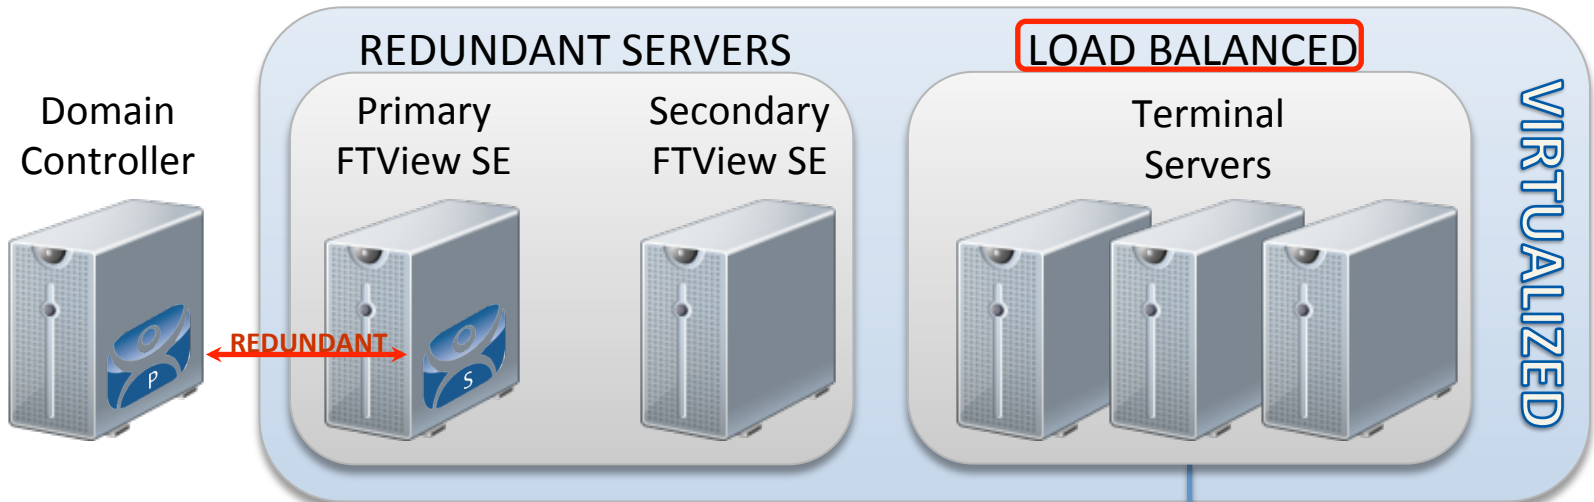 REDUNDANT SERVERS
LOAD BALANCED
Domain
Controller
Primary
FTView SE
Secondary
FTView SE
Terminal
Servers
VIRTUALIZED
REDUNDANT
P
S